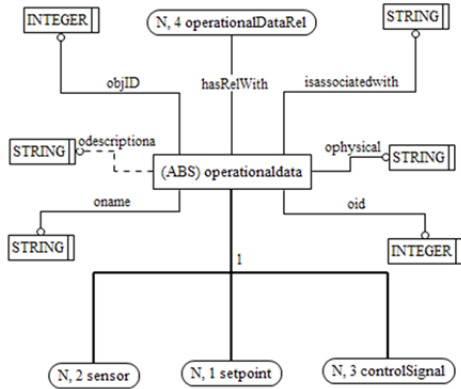 INTEGER
N, 4 operationalDataRel
STRING
objID
hasRelWith
isassociatedwith
STRING
odescriptiona
ophysical
STRING
(ABS) operationaldata
oname
oid
STRING
INTEGER
1
N, 2 sensor
N, 1 setpoint
N, 3 controlSignal